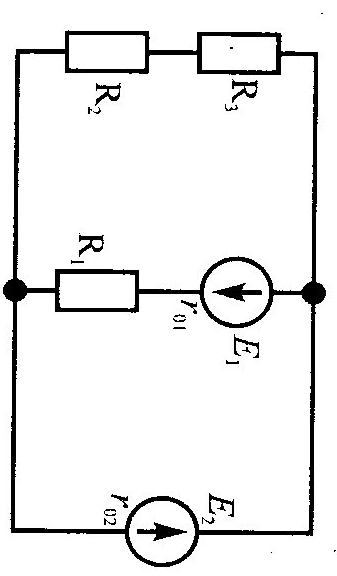 R₂
R₃
R₁
r₀₁
E₁
r₀₂
E₂